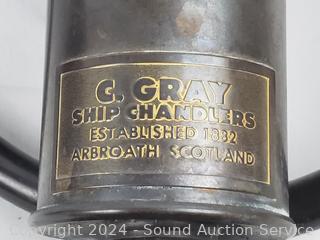 G. GRAY
SHIP CHANDLERS
ESTABLISHED 1832
ARBROATH SCOTLAND
Copyright 2024 - Sound Auction Service